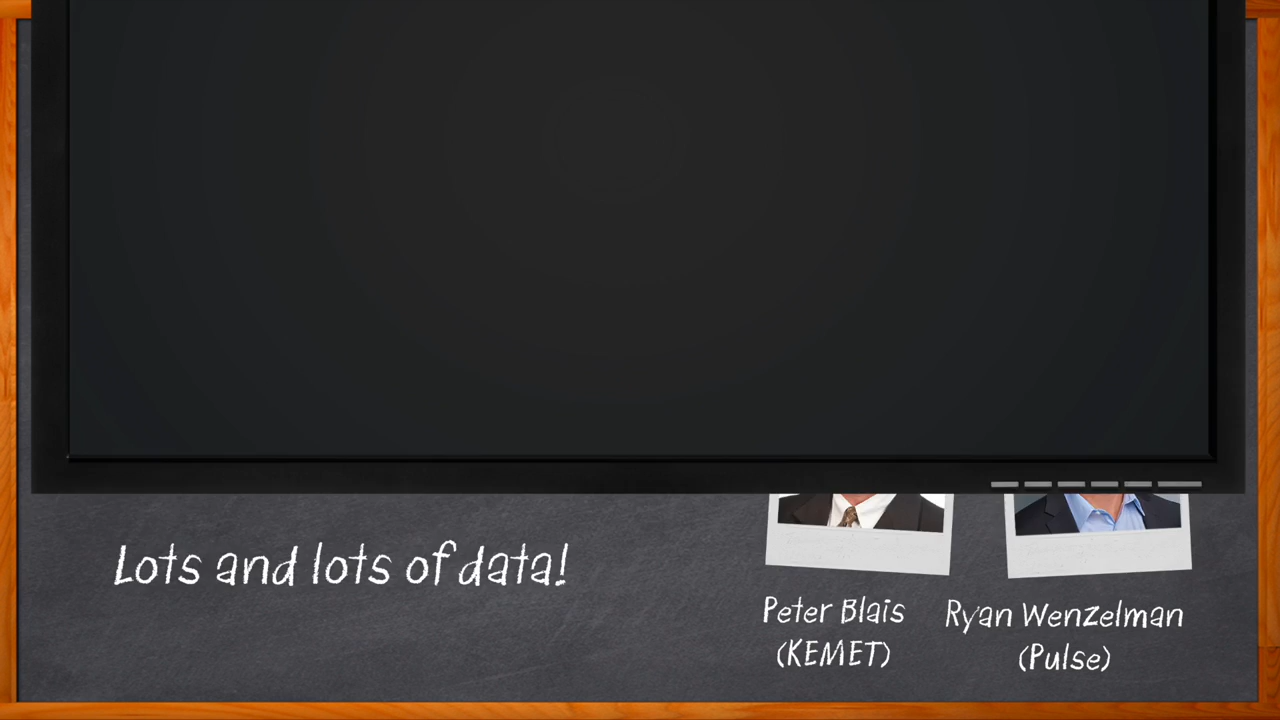 Lots and lots of data!
Peter Blais
(KEMET)
Ryan Wenzelman
(Pulse)